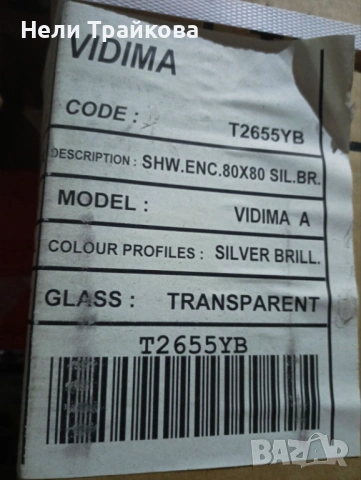 Нели Трайкова
VIDIMA
CODE : T2655YB
DESCRIPTION : SHW.ENC.80X80 SIL.BR.
MODEL : VIDIMA A
COLOUR PROFILES : SILVER BRILL.
GLASS : TRANSPARENT
T2655YB
BAZAR